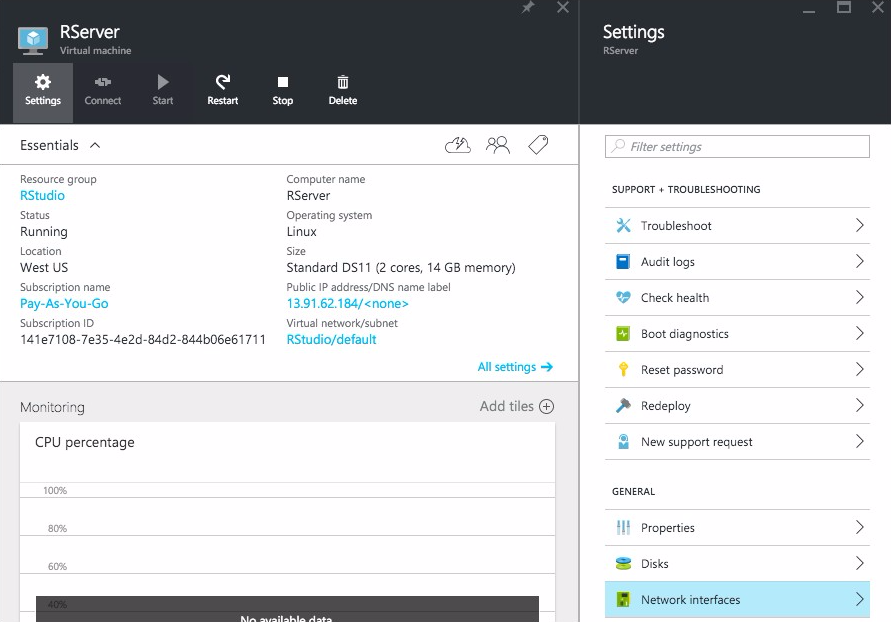 RServer
Virtual machine
Settings
Connect
Start
Restart
Stop
Delete
Essentials
Resource group
RStudio
Status
Running
Location
West US
Subscription name
Pay-As-You-Go
Subscription ID
141e7108-7e35-4e2d-84d2-844b06e61711
Computer name
RServer
Operating system
Linux
Size
Standard DS11 (2 cores, 14 GB memory)
Public IP address/DNS name label
13.91.62.184/<none>
Virtual network/subnet
RStudio/default
All settings
Monitoring
Add tiles
CPU percentage
100%
80%
60%
40%
No available data
Settings
RServer
Filter settings
SUPPORT + TROUBLESHOOTING
Troubleshoot
Audit logs
Check health
Boot diagnostics
Reset password
Redeploy
New support request
GENERAL
Properties
Disks
Network interfaces